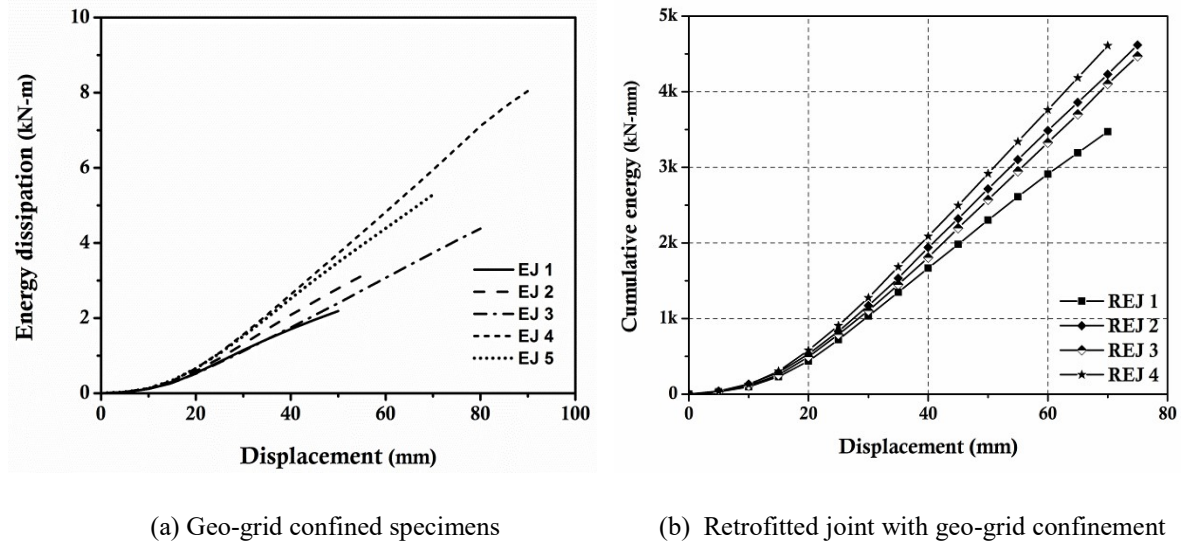 10
8
6
4
2
0
Energy dissipation (kN-m)
EJ 1
EJ 2
EJ 3
EJ 4
EJ 5
0 20 40 60 80 100
Displacement (mm)
(a) Geo-grid confined specimens
5k
4k
3k
2k
1k
0
Cumulative energy (kN-mm)
REJ 1
REJ 2
REJ 3
REJ 4
0 20 40 60 80
Displacement (mm)
(b) Retrofitted joint with geo-grid confinement